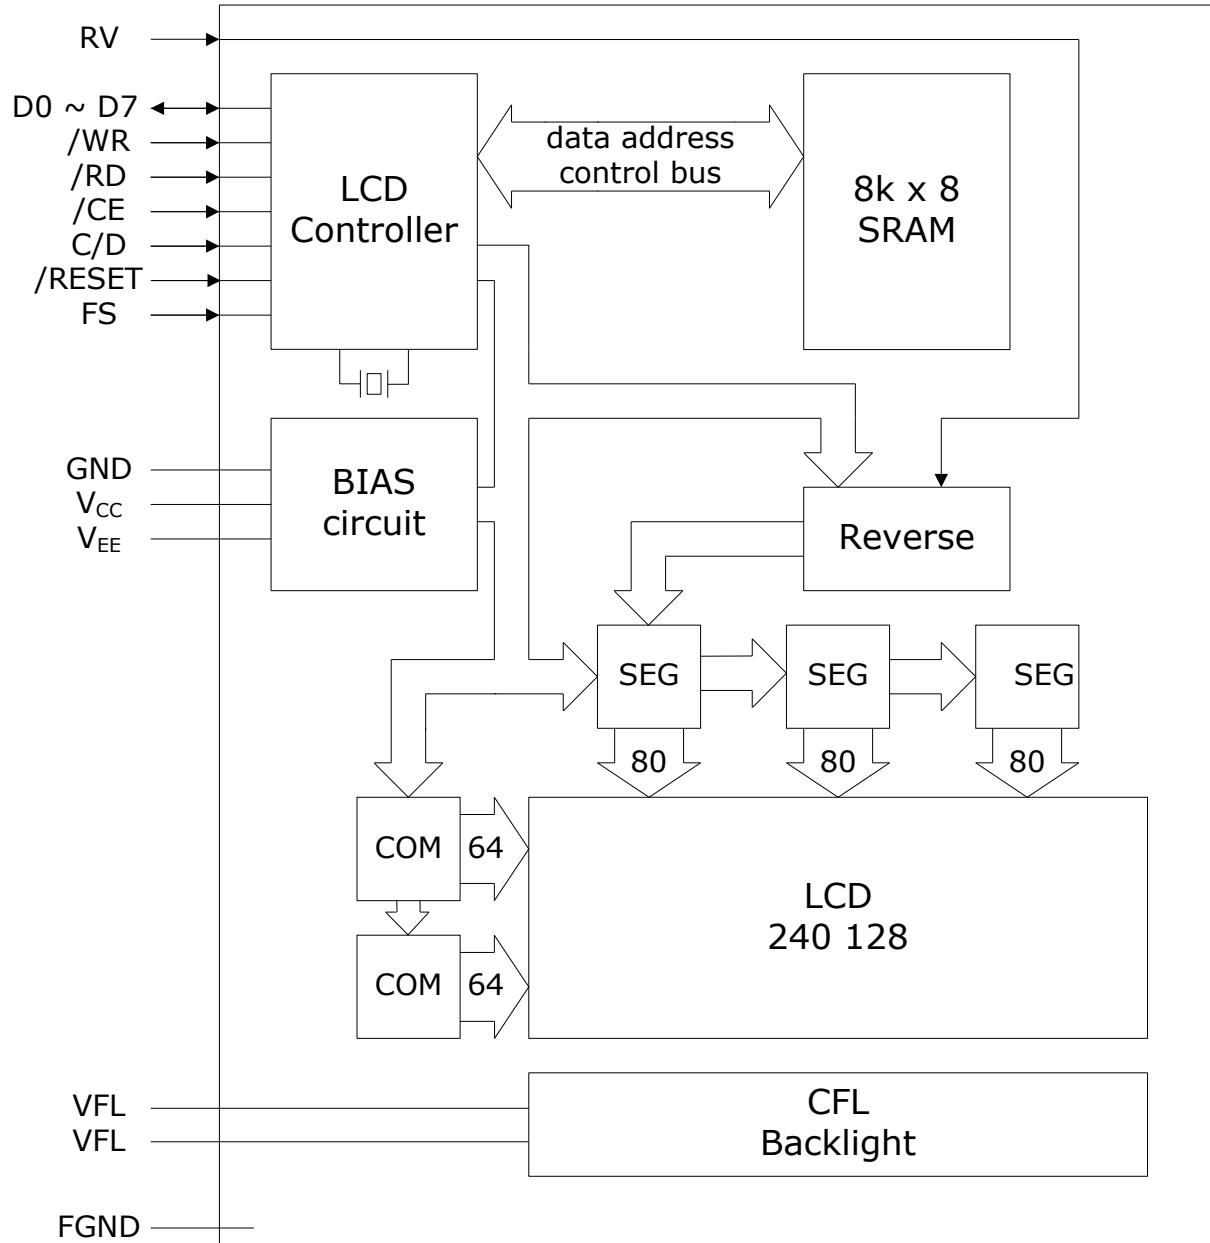 RV
D0 ~ D7
/WR
/RD
/CE
C/D
/RESET
FS
LCD
Controller
data address
control bus
8k x 8
SRAM
GND
VCC
VEE
BIAS
circuit
Reverse
SEG
SEG
SEG
80
80
80
COM
64
LCD
240 128
COM
64
VFL
VFL
CFL
Backlight
FGND